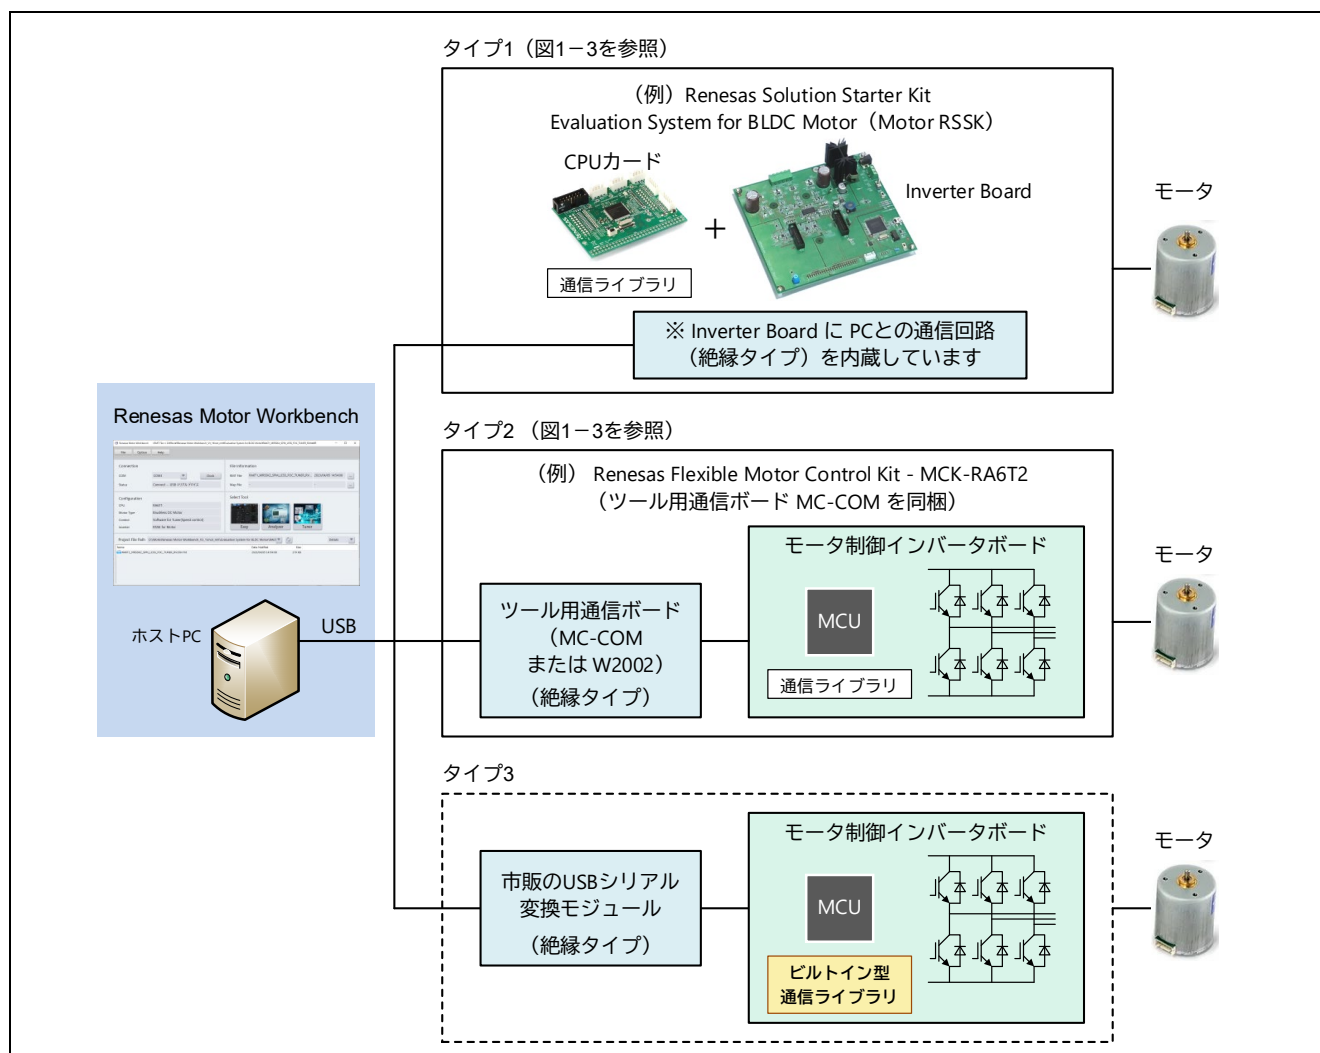 タイプ1（図1－3を参照）
（例）Renesas Solution Starter Kit
Evaluation System for BLDC Motor（Motor RSSK）
CPUカード
＋
Inverter Board
通信ライブラリ
※ Inverter Board に PCとの通信回路
（絶縁タイプ）を内蔵しています
モータ
Renesas Motor Workbench
ホストPC
USB
タイプ2 （図1－3を参照）
（例） Renesas Flexible Motor Control Kit - MCK-RA6T2
（ツール用通信ボード MC-COM を同梱）
ツール用通信ボード
（MC-COM
または W2002）
（絶縁タイプ）
モータ制御インバータボード
MCU
通信ライブラリ
モータ
タイプ3
市販のUSBシリアル
変換モジュール
（絶縁タイプ）
モータ制御インバータボード
MCU
ビルトイン型
通信ライブラリ
モータ